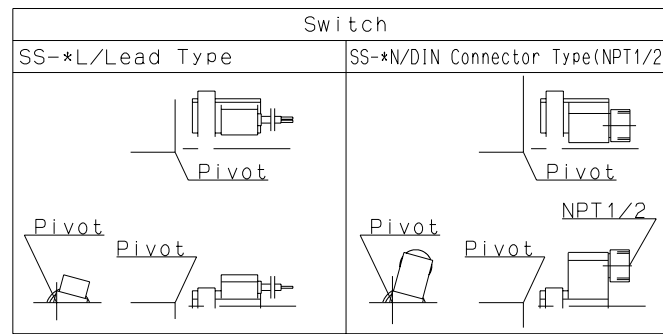 Switch
SS-*L/Lead Type
SS-*N/DIN Connector Type(NPT1/2
Pivot
Pivot
Pivot
Pivot
Pivot
Pivot
NPT1/2